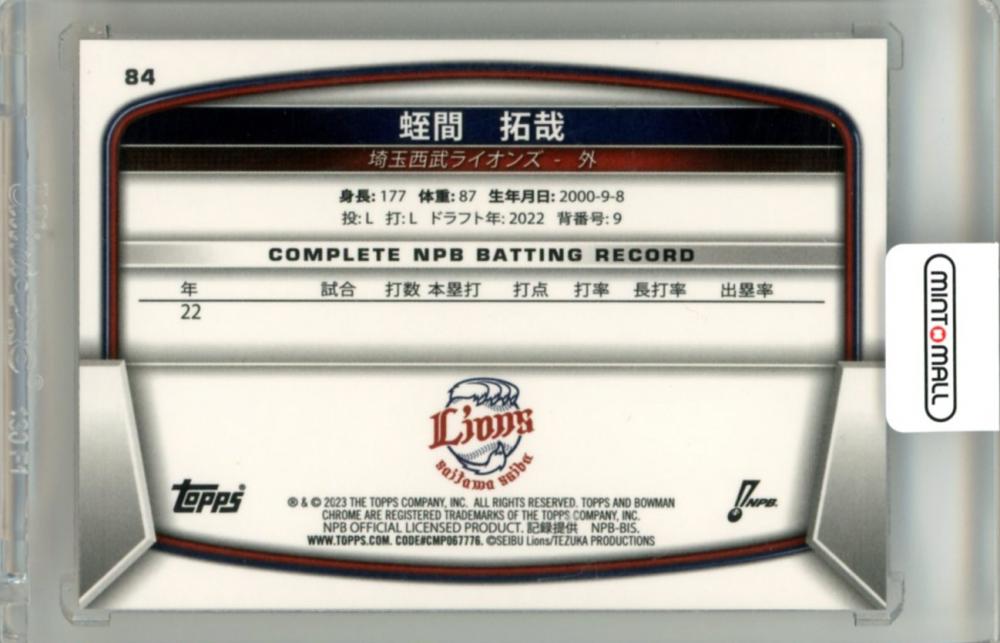 84
蛭間 拓哉
埼玉西武ライオンズ - 外
身長: 177 体重: 87 生年月日: 2000-9-8
投: L 打: L ドラフト年: 2022 背番号: 9
COMPLETE NPB BATTING RECORD
年 試合 打数 本塁打 打点 打率 長打率 出塁率
22
Lions
Saitama Seibu
topps
NPB.
® & © 2023 THE TOPPS COMPANY, INC. ALL RIGHTS RESERVED. TOPPS AND BOWMAN
CHROME ARE REGISTERED TRADEMARKS OF THE TOPPS COMPANY, INC.
NPB OFFICIAL LICENSED PRODUCT. 記録提供 NPB-BIS.
WWW.TOPPS.COM. CODE#CMP067776. ©SEIBU Lions/TEZUKA PRODUCTIONS
MINT MALL